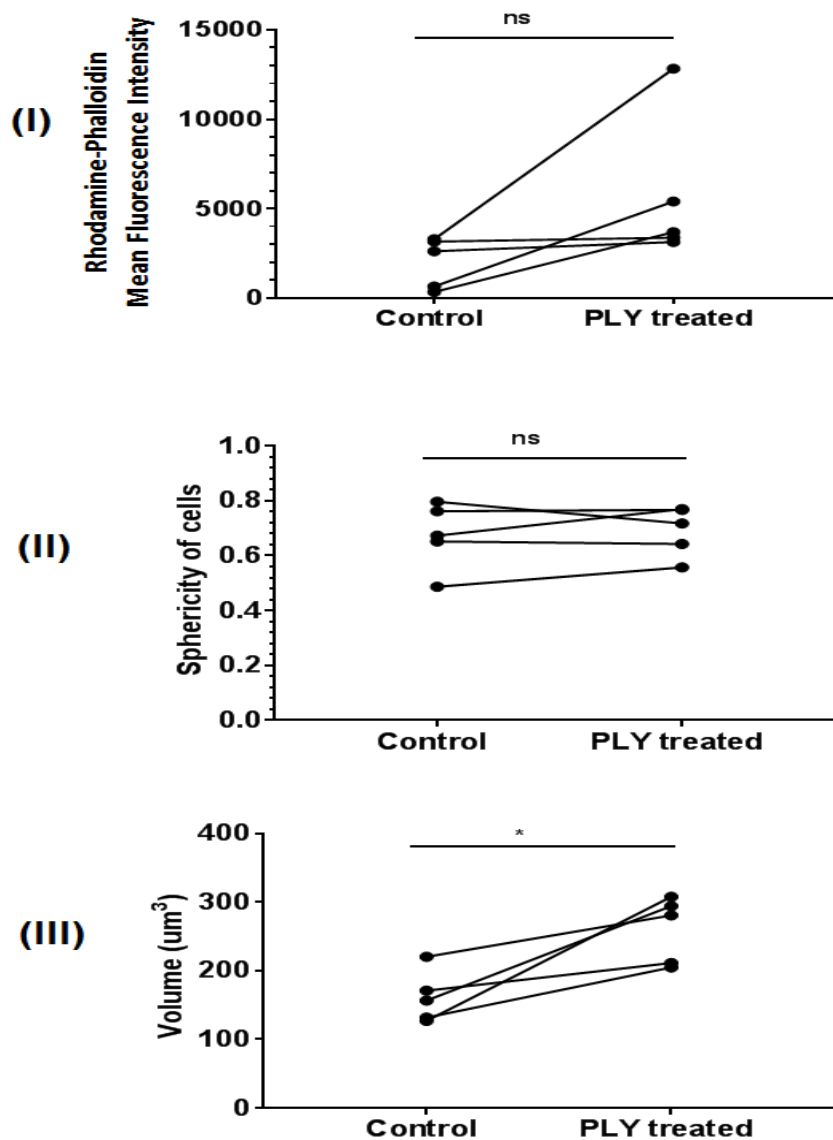 ns
(I)
Rhodamine-Phalloidin
Mean Fluorescence Intensity
15000
10000
5000
0
Control PLY treated
ns
(II)
Sphericity of cells
1.0
0.8
0.6
0.4
0.2
0.0
Control PLY treated
*
(III)
Volume (um³)
400
300
200
100
0
Control PLY treated